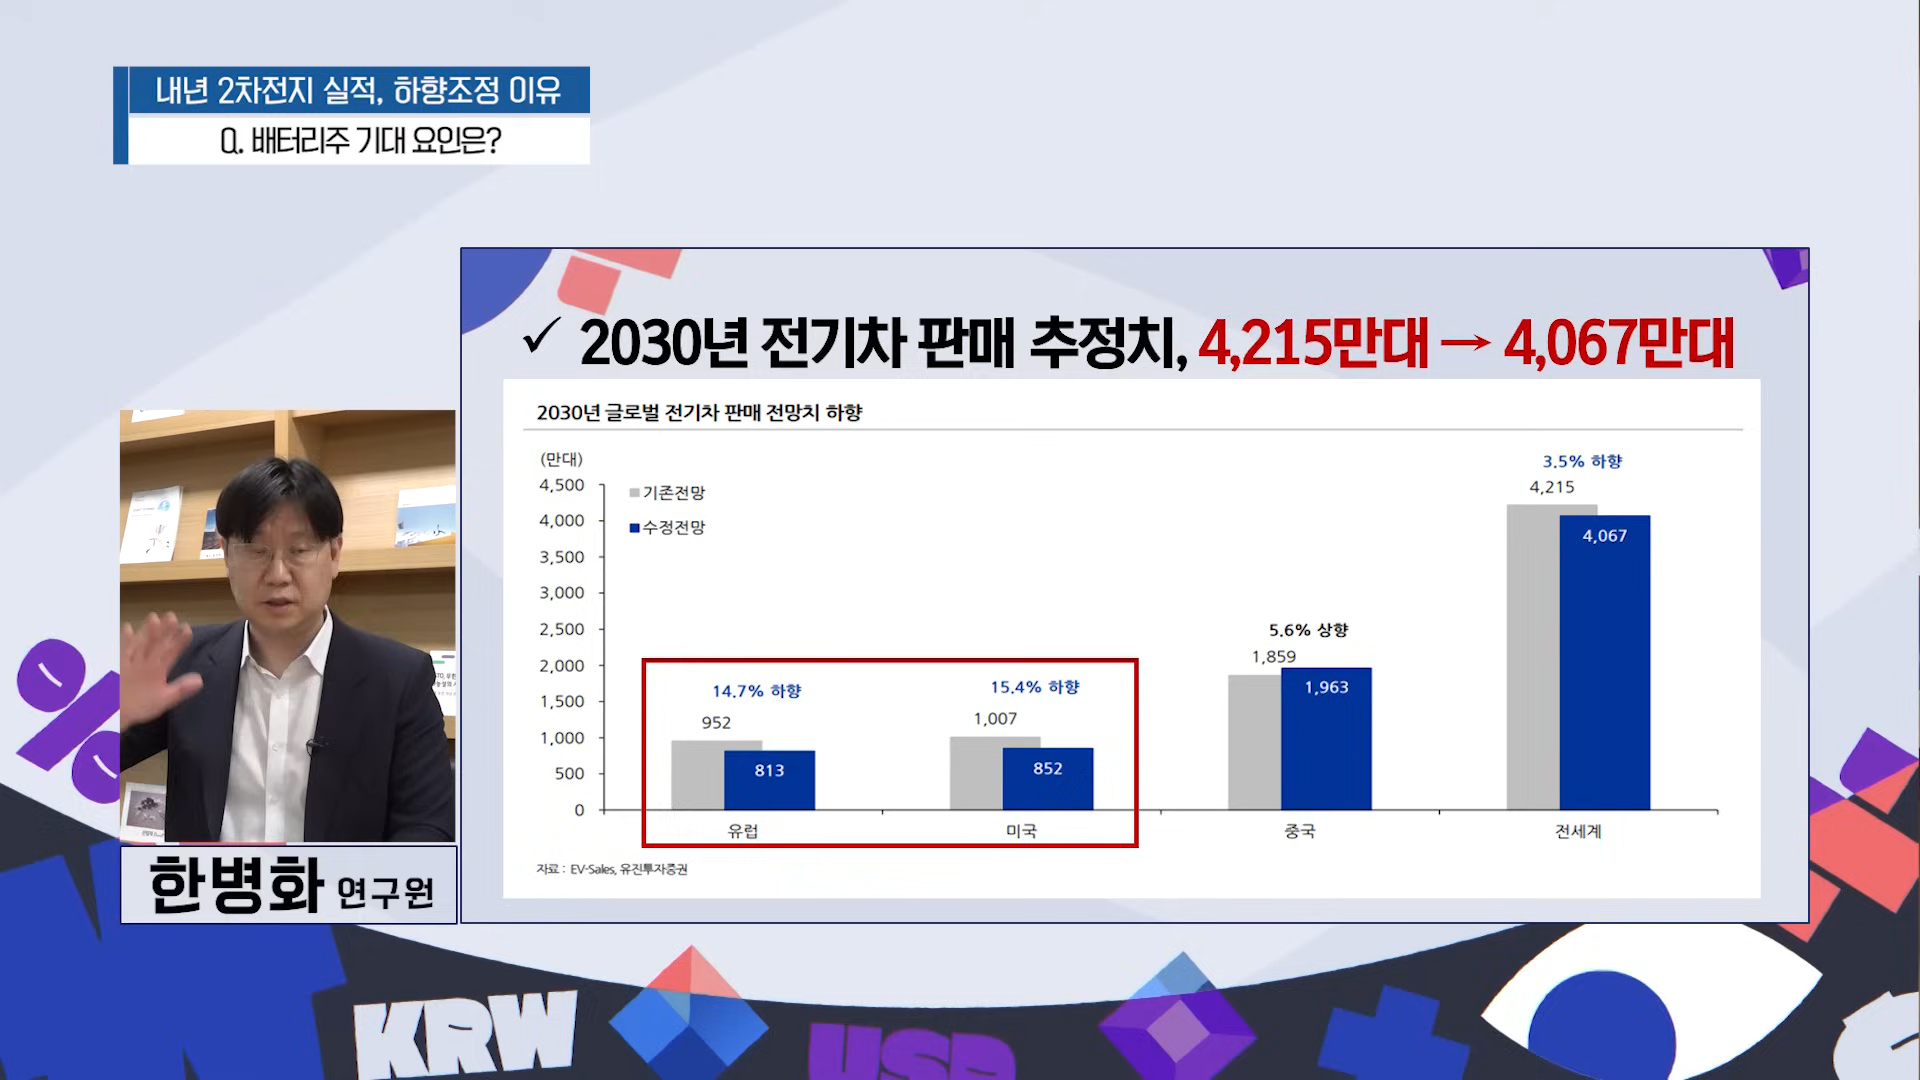 내년 2차전지 실적, 하향조정 이유
Q. 배터리주 기대 요인은?
✓ 2030년 전기차 판매 추정치, 4,215만대 → 4,067만대
2030년 글로벌 전기차 판매 전망치 하향
(만대)
4,500
4,000
3,500
3,000
2,500
2,000
1,500
1,000
500
0
기존전망
수정전망
14.7% 하향
952
813
유럽
15.4% 하향
1,007
852
미국
5.6% 상향
1,859
1,963
중국
3.5% 하향
4,215
4,067
전세계
자료 : EV-Sales, 유진투자증권
한병화 연구원
%
KRW
USD